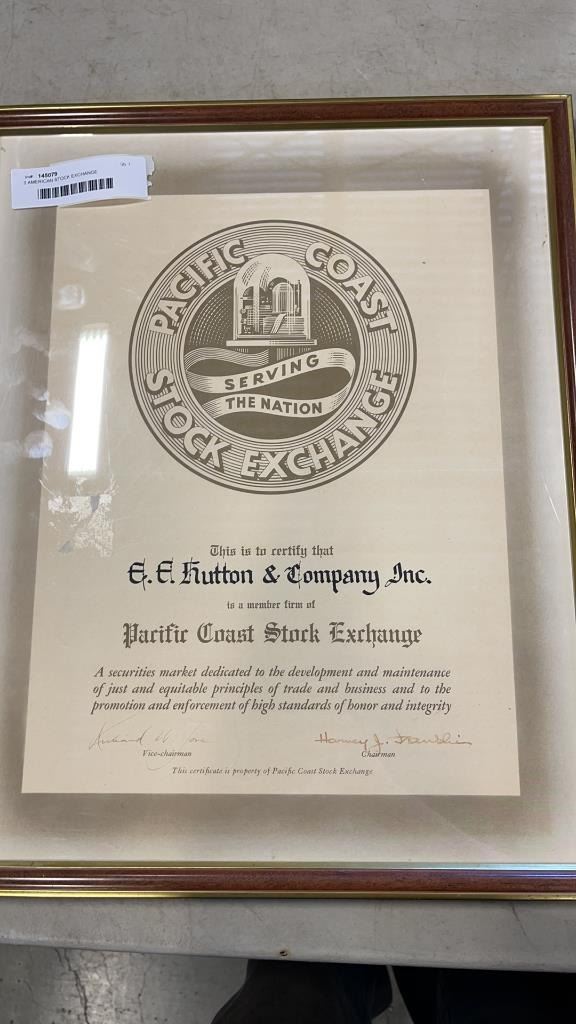 145079
AMERICAN STOCK EXCHANGE
PACIFIC COAST
STOCK EXCHANGE
SERVING
THE NATION
This is to certify that
E. F. Hutton & Company Inc.
is a member firm of
Pacific Coast Stock Exchange
A securities market dedicated to the development and maintenance
of just and equitable principles of trade and business and to the
promotion and enforcement of high standards of honor and integrity
Vice-chairman
Chairman
This certificate is property of Pacific Coast Stock Exchange